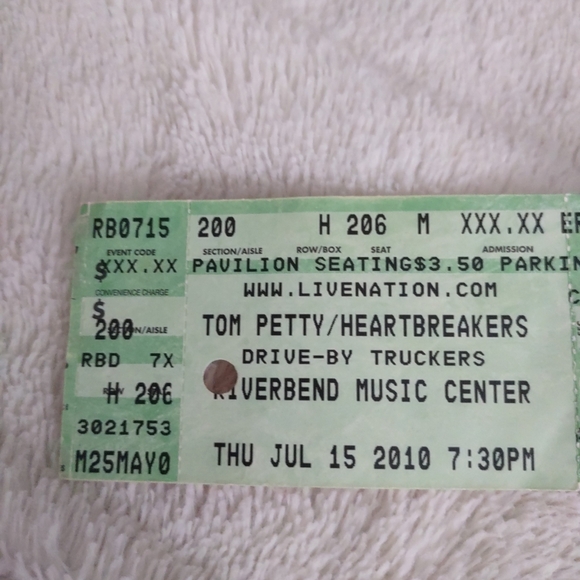 RB0715 200 H 206 M XXX.XX
EVENT CODE SECTION/AISLE ROW/BOX SEAT ADMISSION
$ XXX.XX PAVILION SEATING$3.50 PARKIN
CONVENIENCE CHARGE WWW.LIVENATION.COM
$
200 TOM PETTY/HEARTBREAKERS
RBD 7X DRIVE-BY TRUCKERS
H 206 RIVERBEND MUSIC CENTER
3021753
M25MAY0 THU JUL 15 2010 7:30PM